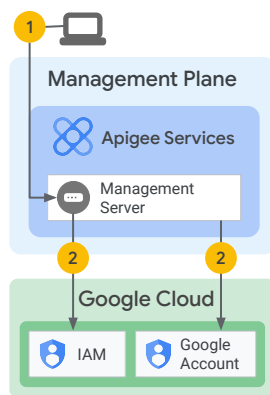 1
Management Plane
Apigee Services
Management
Server
2
2
Google Cloud
IAM
Google
Account